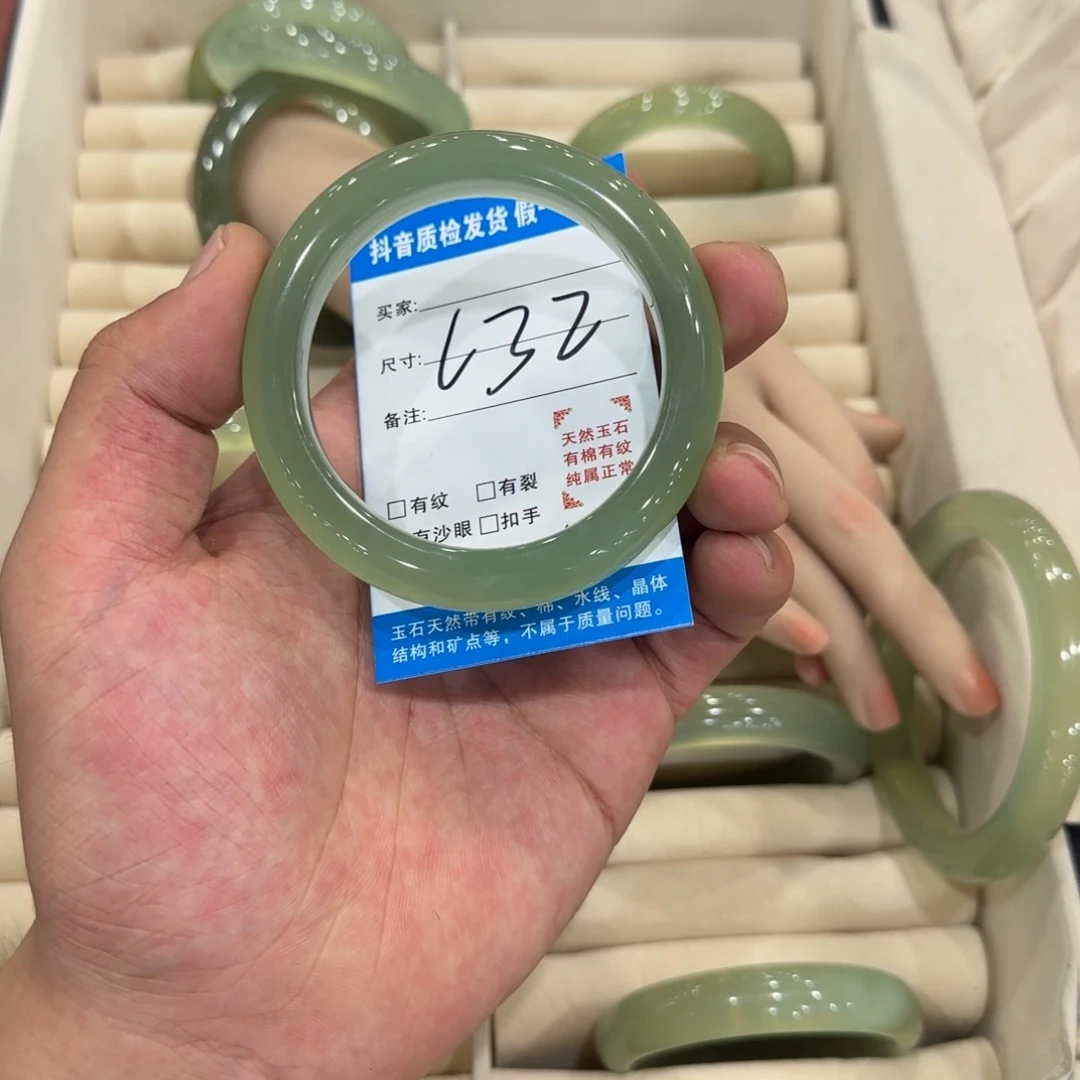 抖音质检发货 假一
买家:
尺寸: 632
备注:
天然玉石
有棉有纹
纯属正常
□有纹 □有裂
有沙眼 □扣手
玉石天然带有纹、棉、水线、晶体
结构和矿点等，不属于质量问题。